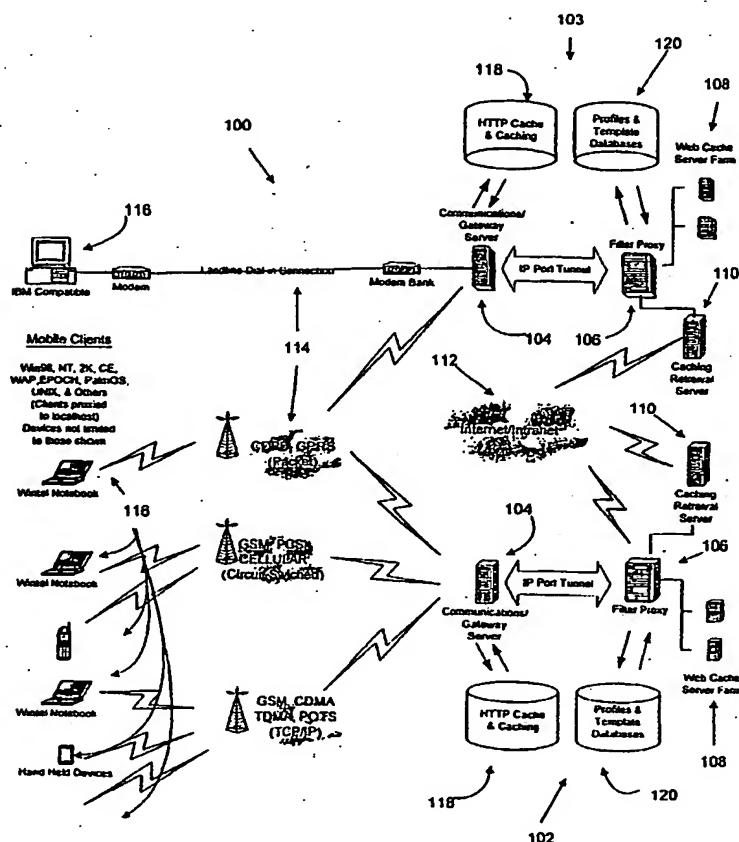 103
118
120
108
100
HTTP Cache
& Caching
Profiles &
Template
Databases
Web Cache
Server Farm
116
Communications/
Gateway
Server
Filter Proxy
IBM Compatible
Modem
Landline Dial-in Connection
Modem Bank
IP Port Tunnel
110
104
106
114
112
Caching
Retrieval
Server
Mobile Clients
Win98, NT, 2K, CE,
WAP, EPOCH, PalmOS,
UNIX, & Others
(Clients proxied
to localhost)
Devices not limited
to those shown
Internet/Intranet
(Packet)
110
Wintel Notebook
Caching
Retrieval
Server
116
104
GSM,
CELLULAR
(Circuit Switched)
106
Wintel Notebook
IP Port Tunnel
Communications/
Gateway
Server
Filter Proxy
Wintel Notebook
GSM, CDMA
TDMA, POTS
(TCP/IP)
Web Cache
Server Farm
HTTP Cache
& Caching
Profiles &
Template
Databases
Hand Held Devices
118
120
108
102